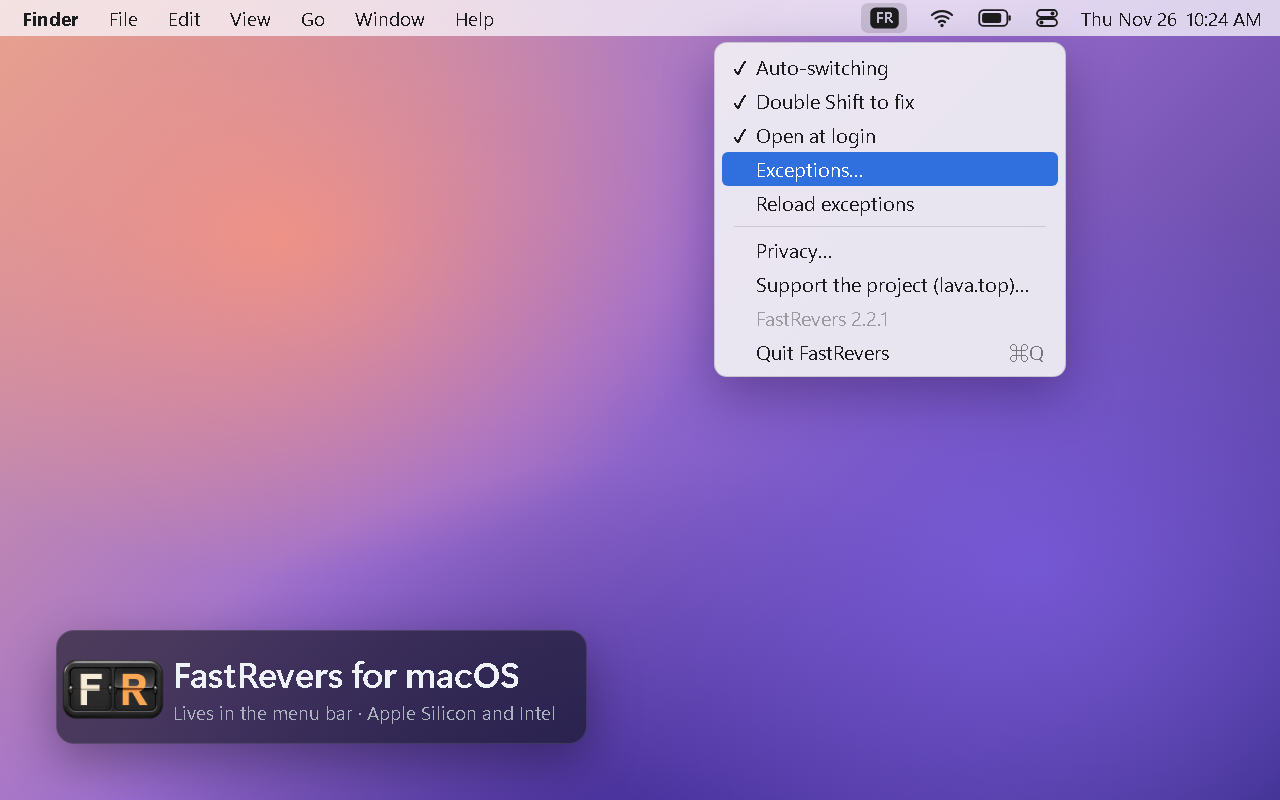 Finder File Edit View Go Window Help FR Thu Nov 26 10:24 AM
✓ Auto-switching
✓ Double Shift to fix
✓ Open at login
Exceptions...
Reload exceptions
Privacy...
Support the project (lava.top)...
FastRevers 2.2.1
Quit FastRevers ⌘Q
FR FastRevers for macOS
Lives in the menu bar · Apple Silicon and Intel